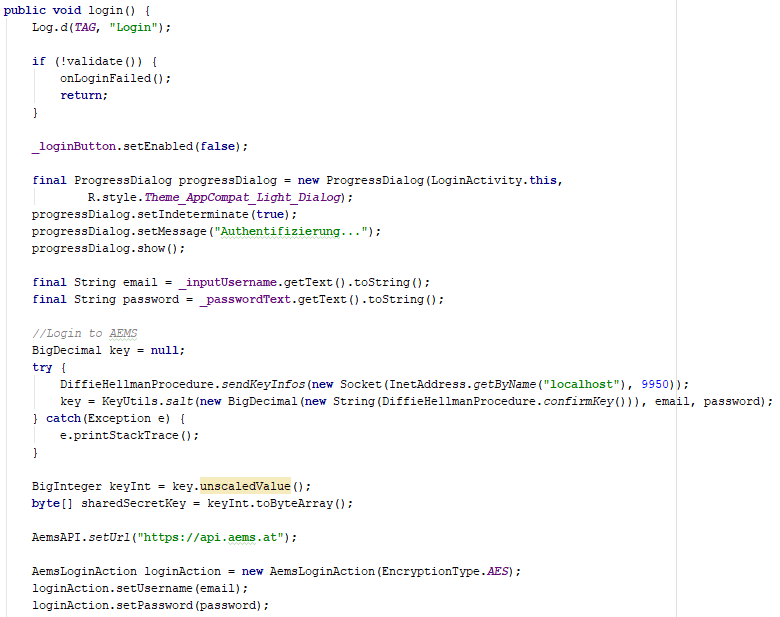 public void login() {
Log.d(TAG, "Login");
if (!validate()) {
onLoginFailed();
return;
}
_loginButton.setEnabled(false);
final ProgressDialog progressDialog = new ProgressDialog(LoginActivity.this,
R.style.Theme_AppCompat_Light_Dialog);
progressDialog.setIndeterminate(true);
progressDialog.setMessage("Authentifizierung...");
progressDialog.show();
final String email = _inputUsername.getText().toString();
final String password = _passwordText.getText().toString();
//Login to AEMS
BigDecimal key = null;
try {
DiffieHellmanProcedure.sendKeyInfos(new Socket(InetAddress.getByName("localhost"), 9950));
key = KeyUtils.salt(new BigDecimal(new String(DiffieHellmanProcedure.confirmKey())), email, password);
} catch(Exception e) {
e.printStackTrace();
}
BigInteger keyInt = key.unscaledValue();
byte[] sharedSecretKey = keyInt.toByteArray();
AemsAPI.setUrl("https://api.aems.at");
AemsLoginAction loginAction = new AemsLoginAction(EncryptionType.AES);
loginAction.setUsername(email);
loginAction.setPassword(password);